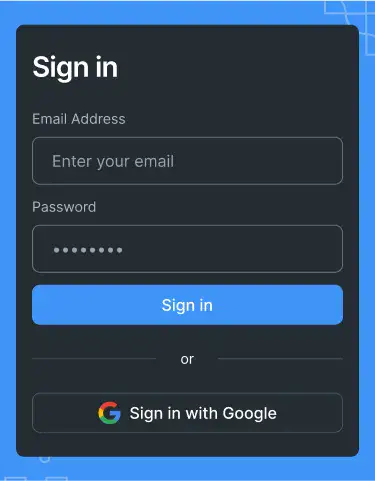 Sign in
Email Address
Enter your email
Password
••••••••
Sign in
or
Sign in with Google